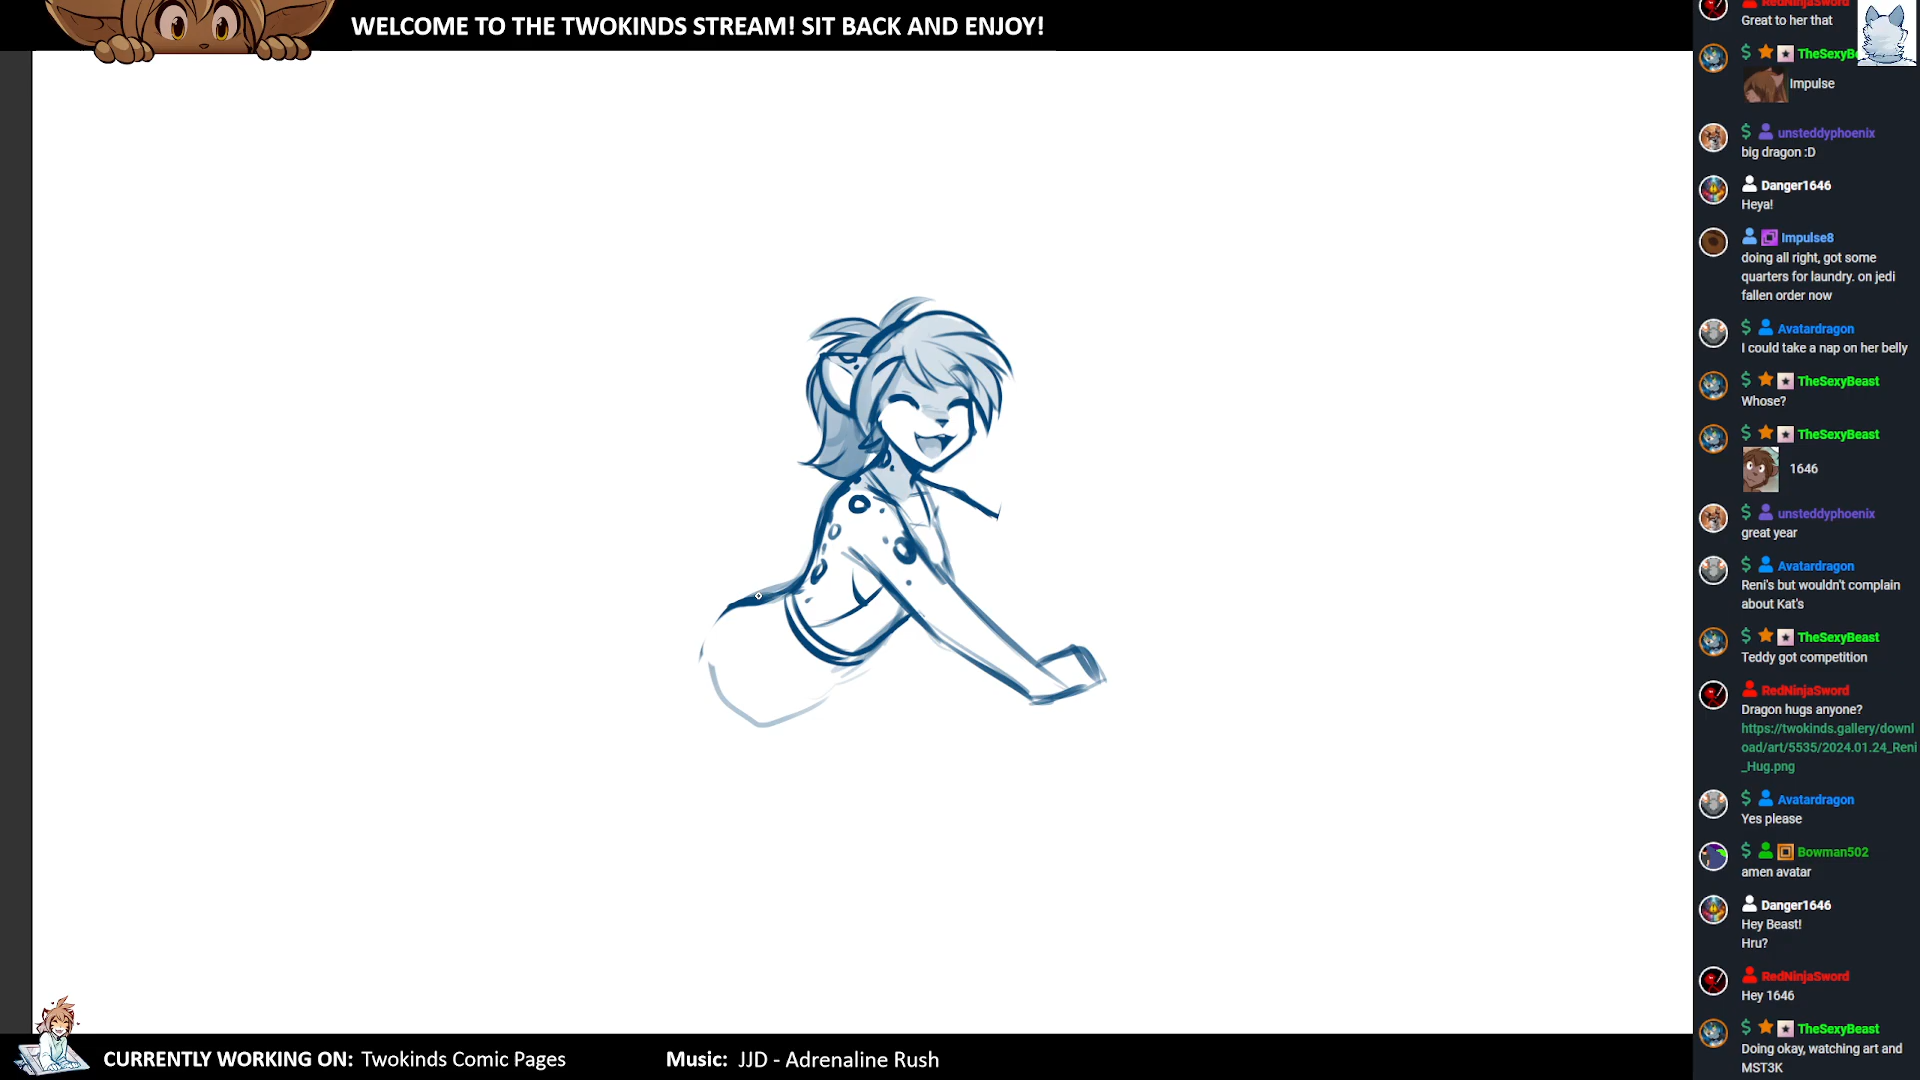 WELCOME TO THE TWOKINDS STREAM! SIT BACK AND ENJOY!
RedNinjaSword
Great to her that
TheSexyB
Impulse
unsteddyphoenix
big dragon :D
Danger1646
Heya!
Impulse8
doing all right, got some
quarters for laundry. on jedi
fallen order now
Avatardragon
I could take a nap on her belly
TheSexyBeast
Whose?
TheSexyBeast
1646
unsteddyphoenix
great year
Avatardragon
Reni's but wouldn't complain
about Kat's
TheSexyBeast
Teddy got competition
RedNinjaSword
Dragon hugs anyone?
https://twokinds.gallery/downl
oad/art/5535/2024.01.24_Reni
_Hug.png
Avatardragon
Yes please
Bowman502
amen avatar
Danger1646
Hey Beast!
Hru?
RedNinjaSword
Hey 1646
TheSexyBeast
Doing okay, watching art and
MST3K
CURRENTLY WORKING ON: Twokinds Comic Pages
Music: JJD - Adrenaline Rush